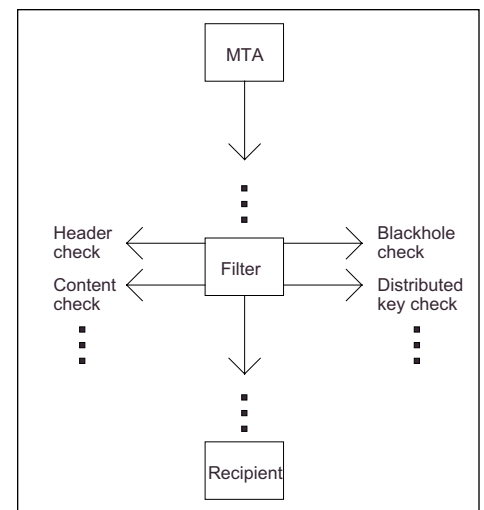 MTA
Header
check
Blackhole
check
Filter
Content
check
Distributed
key check
Recipient